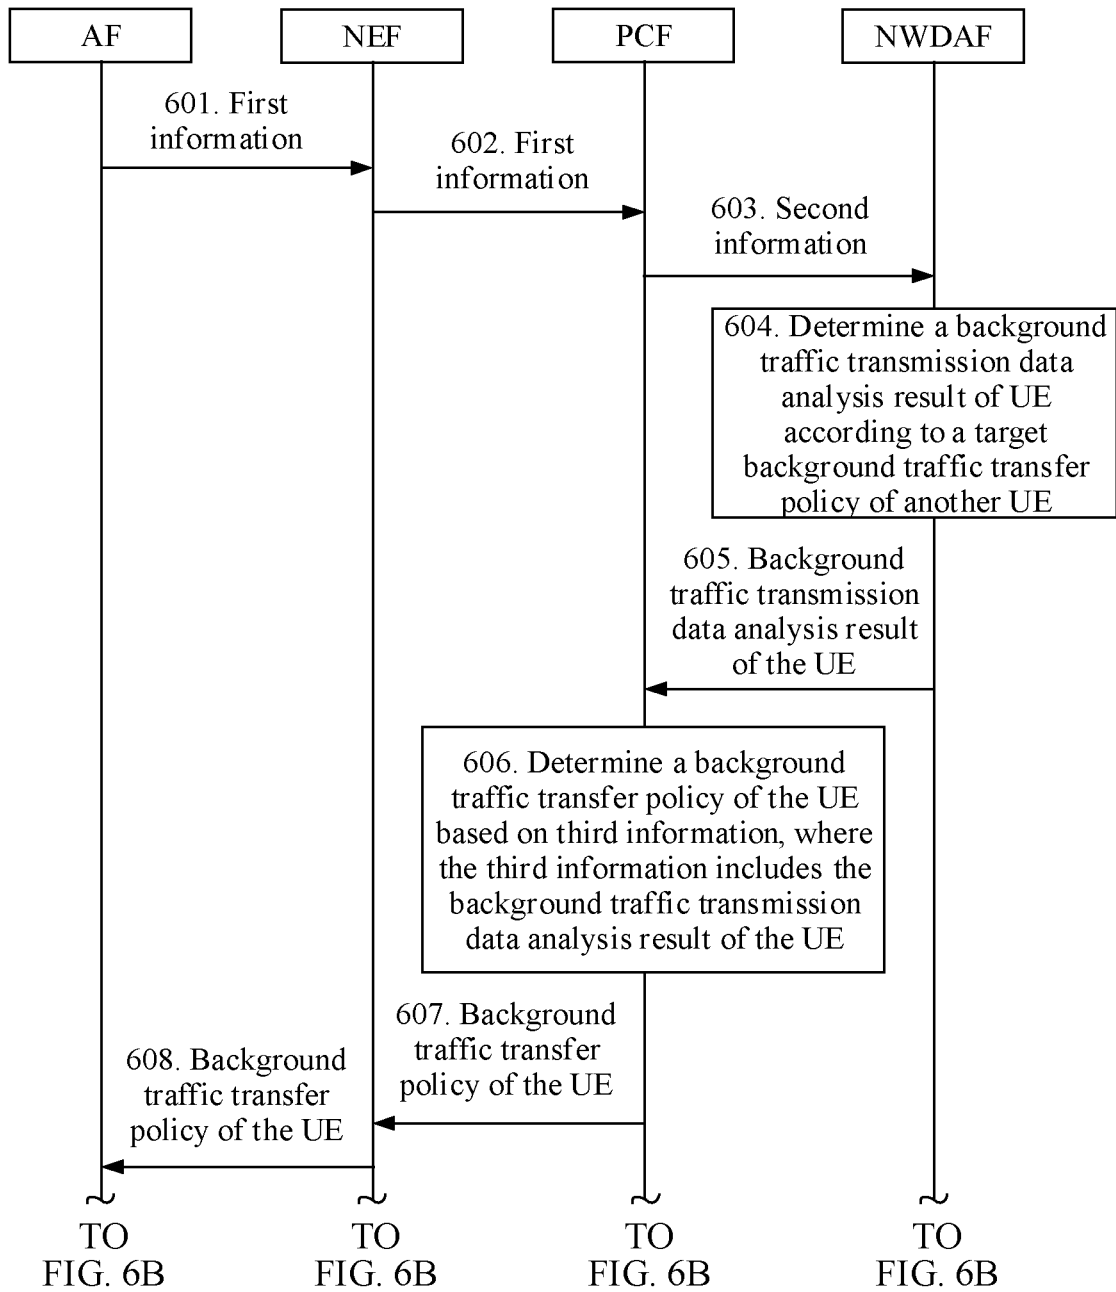 AF
NEF
PCF
NWDAF
601. First
information
602. First
information
603. Second
information
604. Determine a background
traffic transmission data
analysis result of UE
according to a target
background traffic transfer
policy of another UE
605. Background
traffic transmission
data analysis result
of the UE
606. Determine a background
traffic transfer policy of the UE
based on third information, where
the third information includes the
background traffic transmission
data analysis result of the UE
607. Background
traffic transfer
policy of the UE
608. Background
traffic transfer
policy of the UE
TO
FIG. 6B
TO
FIG. 6B
TO
FIG. 6B
TO
FIG. 6B